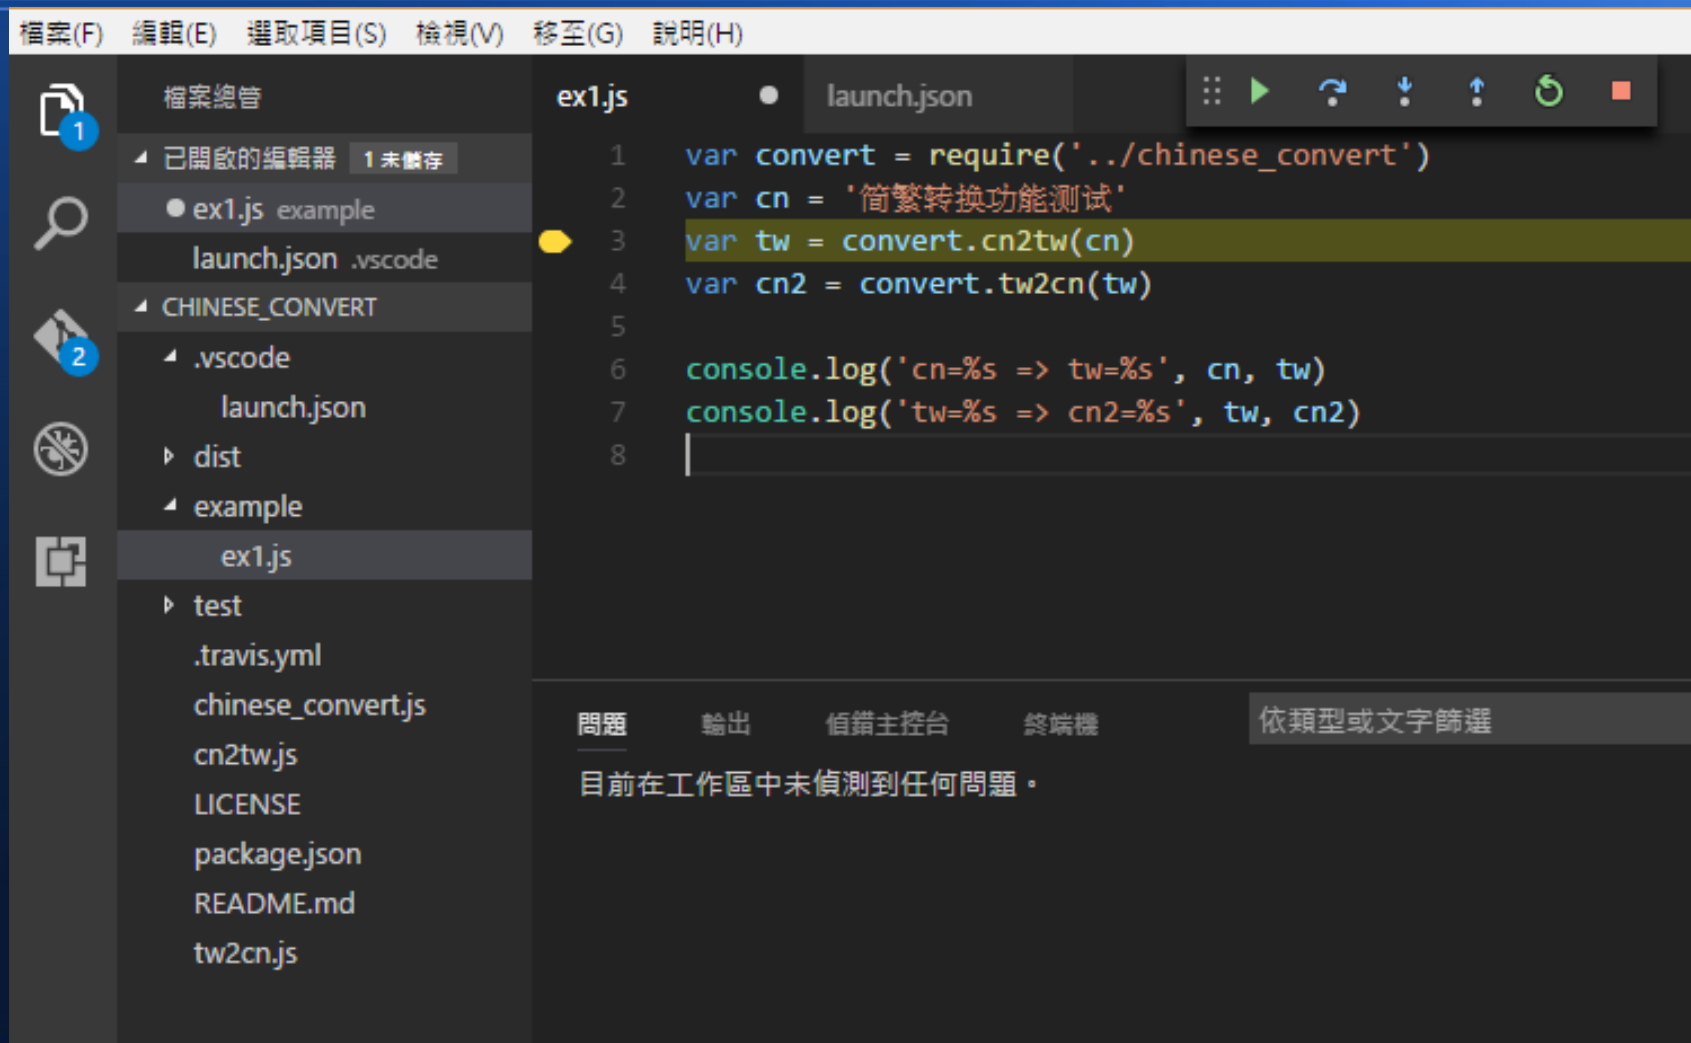 檔案(F) 編輯(E) 選取項目(S) 檢視(V) 移至(G) 說明(H)
檔案總管
1
已開啟的編輯器 1 未儲存
ex1.js example
launch.json .vscode
CHINESE_CONVERT
2
.vscode
launch.json
dist
example
ex1.js
test
.travis.yml
chinese_convert.js
cn2tw.js
LICENSE
package.json
README.md
tw2cn.js
ex1.js launch.json
1 var convert = require('../chinese_convert')
2 var cn = '简繁转换功能测试'
3 var tw = convert.cn2tw(cn)
4 var cn2 = convert.tw2cn(tw)
5
6 console.log('cn=%s => tw=%s', cn, tw)
7 console.log('tw=%s => cn2=%s', tw, cn2)
8
問題 輸出 偵錯主控台 終端機 依類型或文字篩選
目前在工作區中未偵測到任何問題。